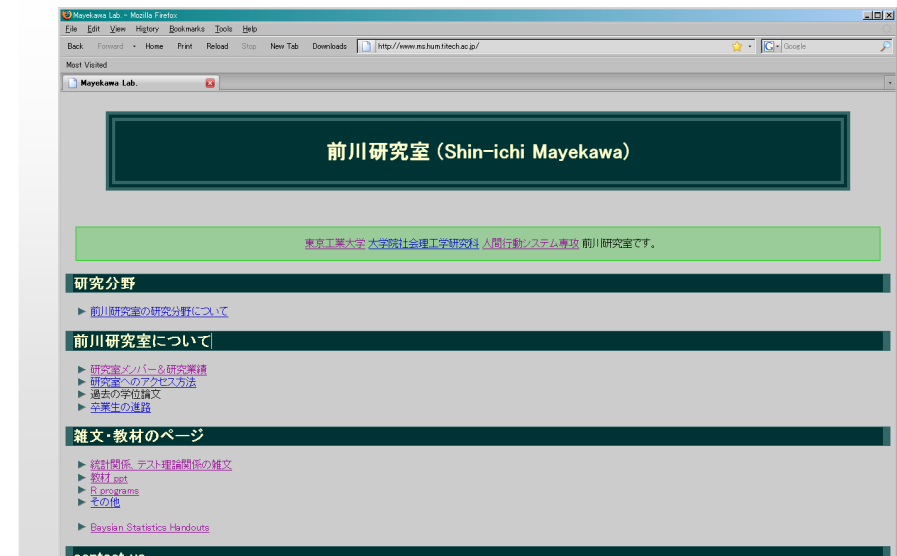 Mayekawa Lab. - Mozilla Firefox
File Edit View History Bookmarks Tools Help
Back Forward Home Print Reload Stop New Tab Downloads http://www.ms.hum.titech.ac.jp/ Google
Most Visited
Mayekawa Lab.
前川研究室 (Shin-ichi Mayekawa)
東京工業大学 大学院社会理工学研究科 人間行動システム専攻 前川研究室です。
研究分野
前川研究室の研究分野について
前川研究室について
研究室メンバー&研究業績
研究室へのアクセス方法
過去の学位論文
卒業生の進路
雑文・教材のページ
統計関係、テスト理論関係の雑文
教材 ppt
R programs
その他
Baysian Statistics Handouts
contact us